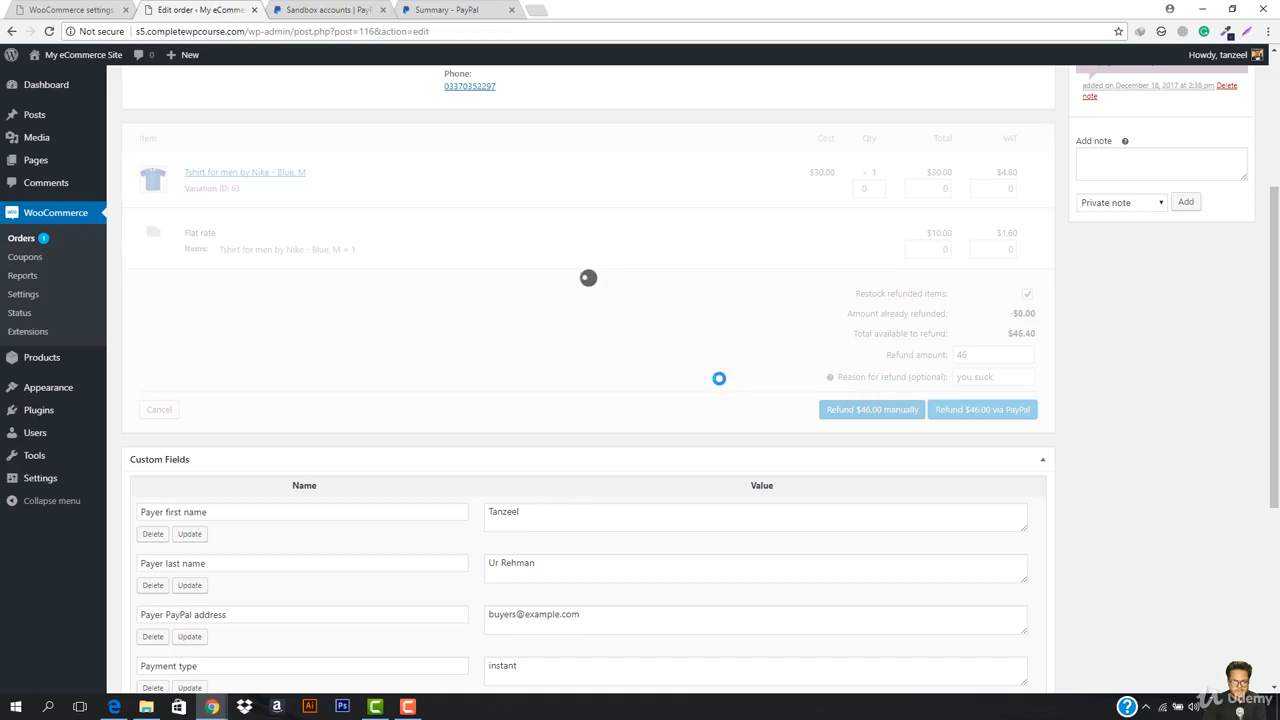 WooCommerce settings
Edit order ‹ My eComme
Sandbox accounts | PayP
Summary - PayPal
Not secure
s5.completewpcourse.com/wp-admin/post.php?post=116&action=edit
My eCommerce Site
0
New
Howdy, tanzeel
Dashboard
Posts
Media
Pages
Comments
WooCommerce
Orders 1
Coupons
Reports
Settings
Status
Extensions
Products
Appearance
Plugins
Users
Tools
Settings
Collapse menu
Phone:
03370352297
Item
Cost
Qty
Total
VAT
Tshirt for men by Nike - Blue, M
$30.00
× 1
$30.00
$4.80
Variation ID: 63
0
0
0
Flat rate
$10.00
$1.60
Items: Tshirt for men by Nike - Blue, M × 1
0
0
Restock refunded items:
Amount already refunded:
-$0.00
Total available to refund:
$46.40
Refund amount:
46
Reason for refund (optional):
you suck
Cancel
Refund $46.00 manually
Refund $46.00 via PayPal
Custom Fields
Name
Value
Payer first name
Tanzeel
Delete
Update
Payer last name
Ur Rehman
Delete
Update
Payer PayPal address
buyers@example.com
Delete
Update
Payment type
instant
Delete
Update
added on December 18, 2017 at 2:38 pm Delete
note
Add note
Private note
Add
Udemy